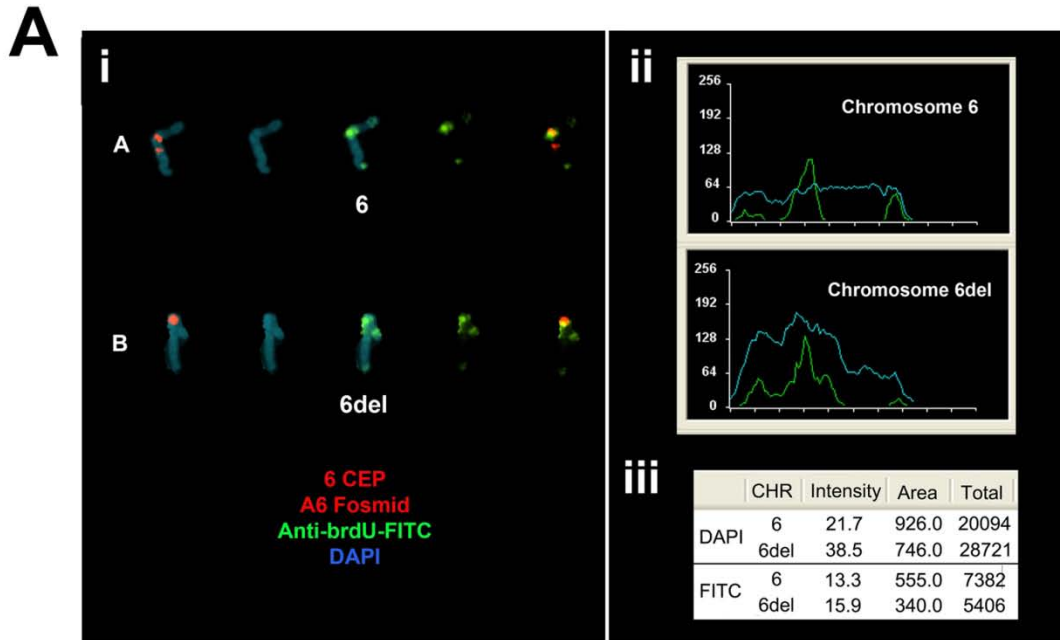 A
i
A
6
B
6del
6 CEP
A6 Fosmid
Anti-brdU-FITC
DAPI
ii
256
192
128
64
0
Chromosome 6
256
192
128
64
0
Chromosome 6del
iii
CHR Intensity Area Total
DAPI 6 21.7 926.0 20094
6del 38.5 746.0 28721
FITC 6 13.3 555.0 7382
6del 15.9 340.0 5406